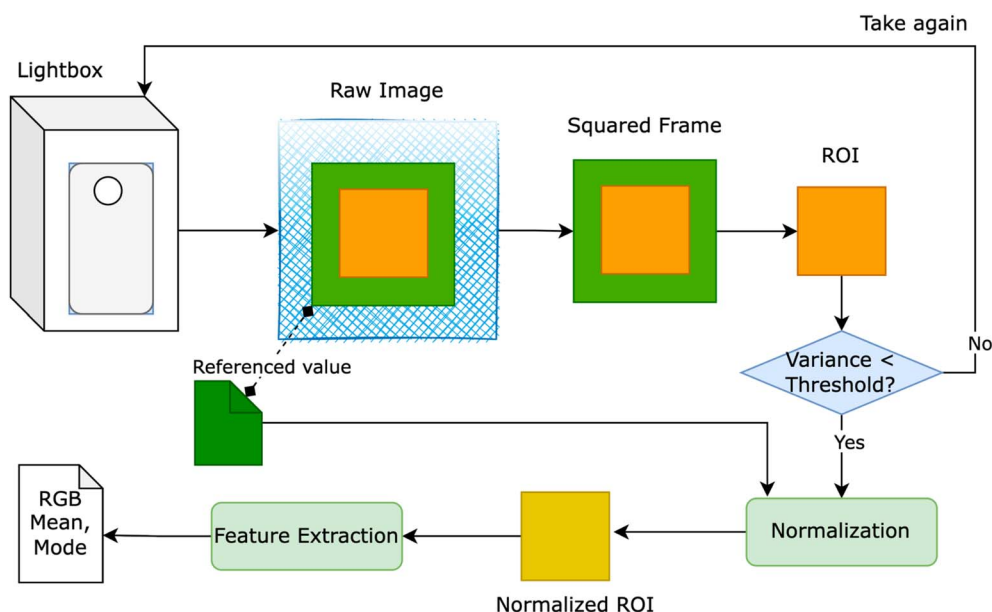 Take again
Lightbox
Raw Image
Squared Frame
ROI
Variance <
Threshold?
No
Referenced value
Yes
RGB
Mean,
Mode
Feature Extraction
Normalization
Normalized ROI